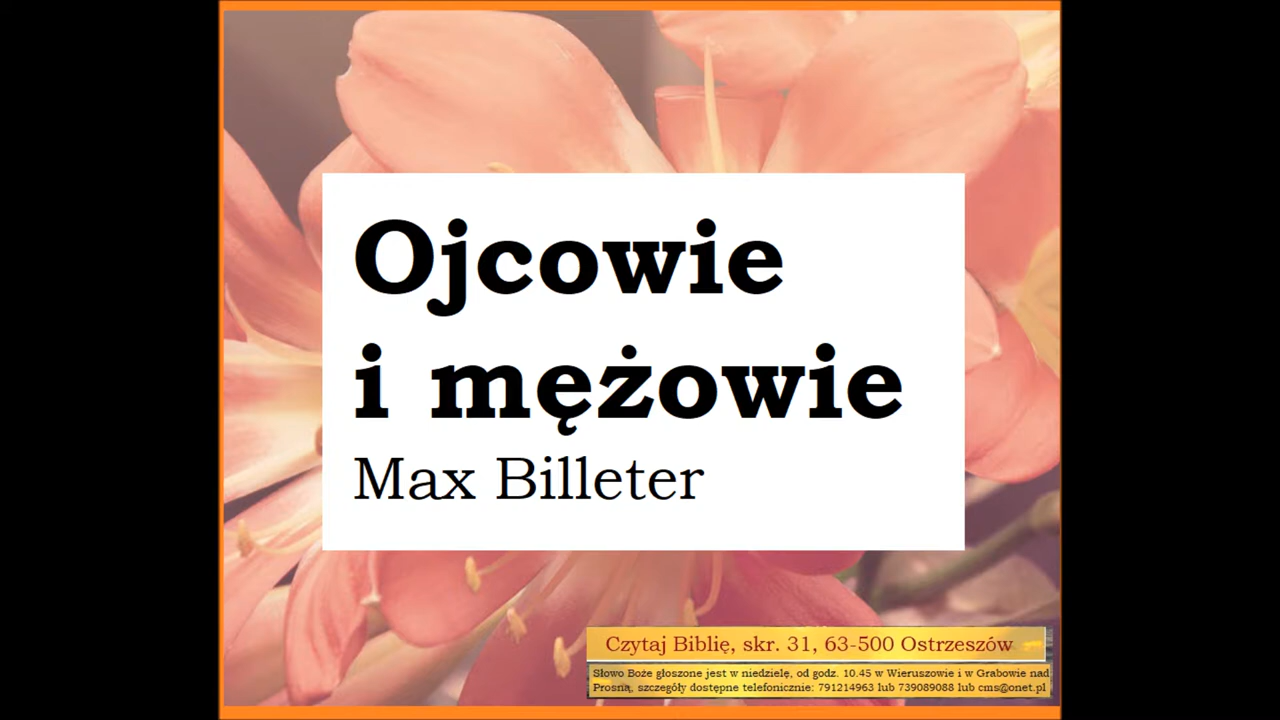 Ojcowie
i mężowie
Max Billeter
Czytaj Biblię, skr. 31, 63-500 Ostrzeszów
Słowo Boże głoszone jest w niedzielę, od godz. 10.45 w Wieruszowie i w Grabowie nad
Prosną, szczegóły dostępne telefonicznie: 791214963 lub 739089088 lub cms@onet.pl